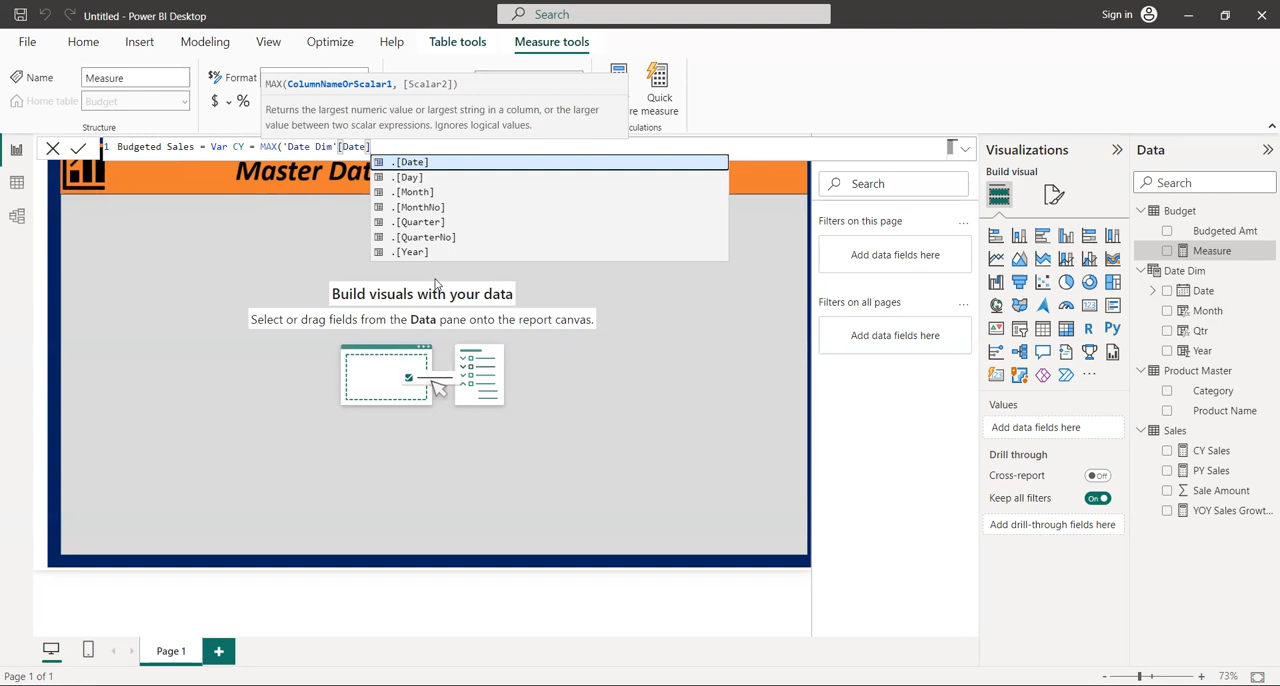 Untitled - Power BI Desktop
Search
Sign in
File Home Insert Modeling View Optimize Help Table tools Measure tools
Name Measure
Format
Home table Budget
$ %
Structure
Quick
re measure
culations
MAX(ColumnNameOrScalar1, [Scalar2])
Returns the largest numeric value or largest string in a column, or the larger
value between two scalar expressions. Ignores logical values.
1 Budgeted Sales = Var CY = MAX('Date Dim'[Date]
.[Date]
.[Day]
.[Month]
.[MonthNo]
.[Quarter]
.[QuarterNo]
.[Year]
Master Dat
Build visuals with your data
Select or drag fields from the Data pane onto the report canvas.
Search
Filters on this page ...
Add data fields here
Filters on all pages ...
Add data fields here
Visualizations
Build visual
R Py
...
Values
Add data fields here
Drill through
Cross-report Off
Keep all filters On
Add drill-through fields here
Data
Search
Budget
Budgeted Amt
Measure
Date Dim
Date
Month
Qtr
Year
Product Master
Category
Product Name
Sales
CY Sales
PY Sales
Sale Amount
YOY Sales Growt...
Page 1
Page 1 of 1
- + 73%